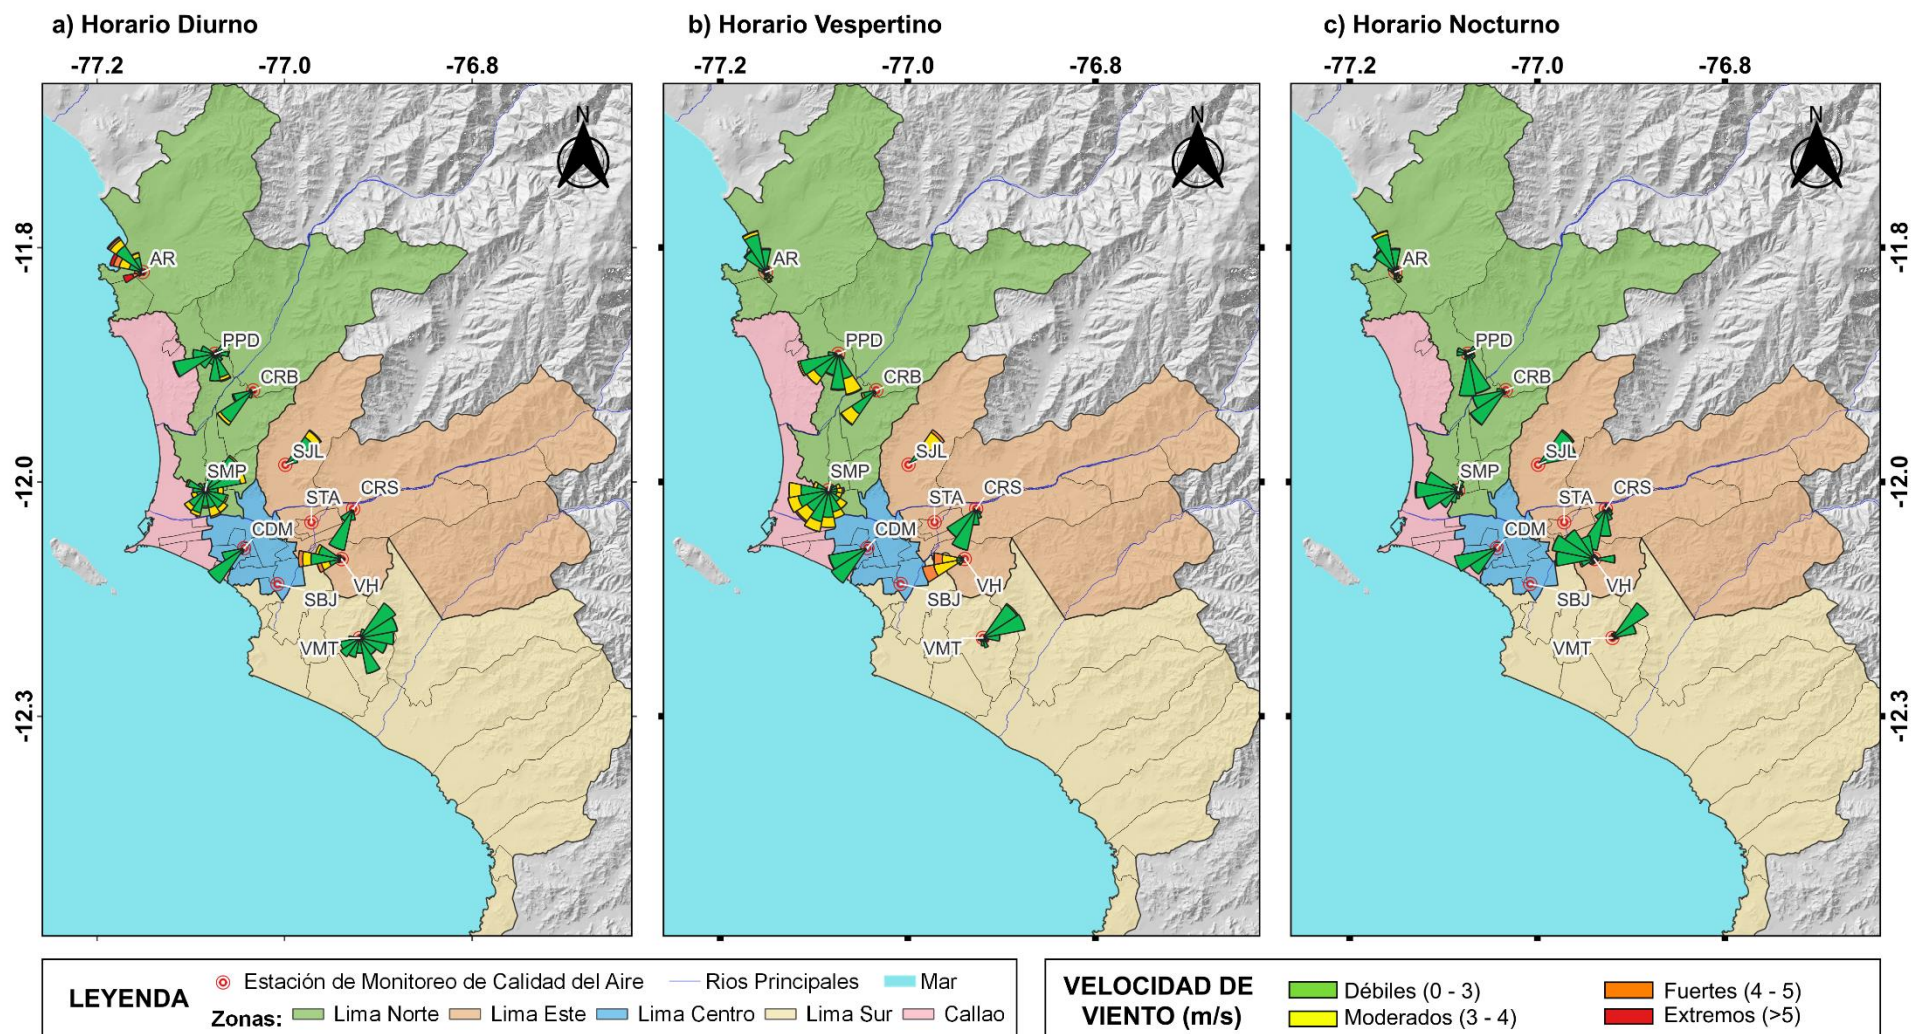 a) Horario Diurno
b) Horario Vespertino
c) Horario Nocturno
-77.2 -77.0 -76.8
-77.2 -77.0 -76.8
-77.2 -77.0 -76.8
N
N
N
-11.8
-12.0
-12.3
AR
PPD
CRB
SJL
SMP
STA
CRS
CDM
SBJ
VH
VMT
AR
PPD
CRB
SJL
SMP
STA
CRS
CDM
SBJ
VH
VMT
AR
PPD
CRB
SJL
SMP
STA
CRS
CDM
SBJ
VH
VMT
-11.8
-12.0
-12.3
LEYENDA
Estación de Monitoreo de Calidad del Aire
Rios Principales
Mar
Zonas: Lima Norte Lima Este Lima Centro Lima Sur Callao
VELOCIDAD DE
VIENTO (m/s)
Débiles (0 - 3)
Fuertes (4 - 5)
Moderados (3 - 4)
Extremos (>5)